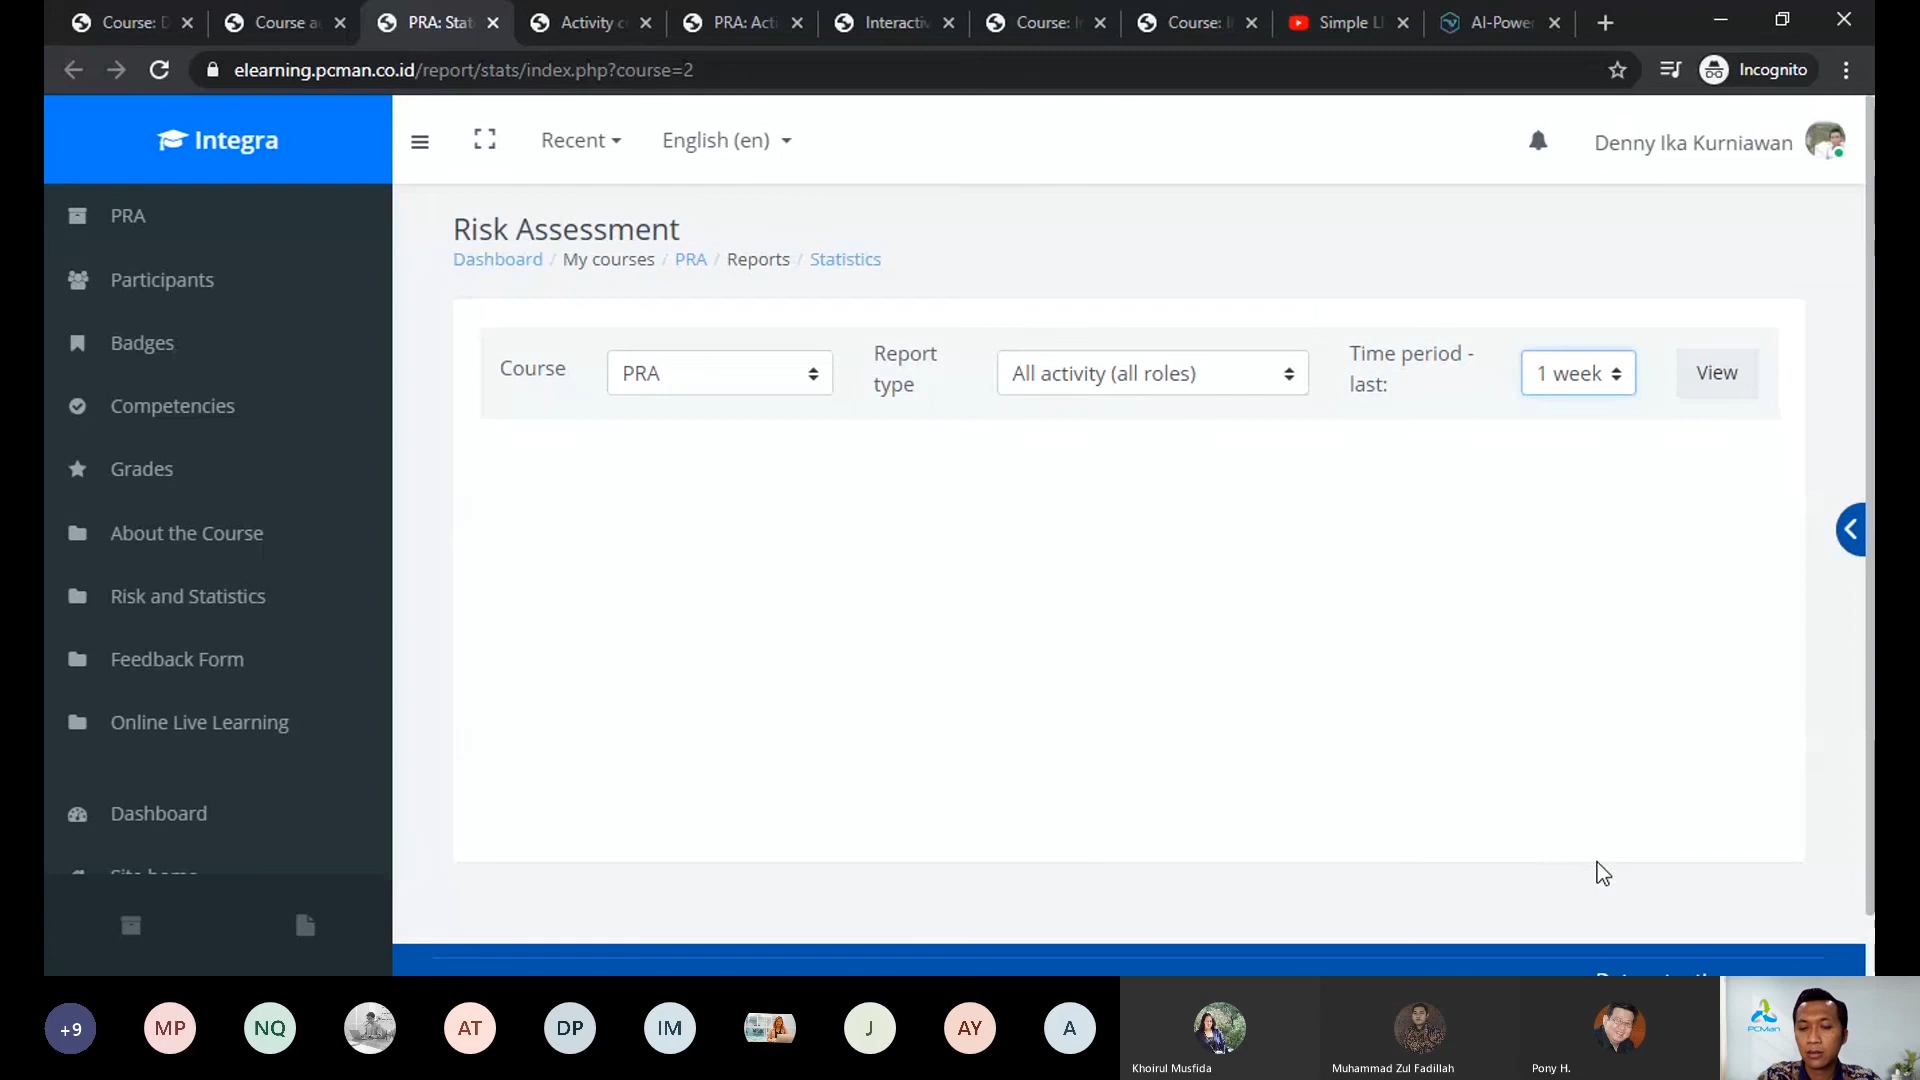 Course: D
Course a
PRA: Stat
Activity c
PRA: Acti
Interactiv
Course: I
Course: I
Simple L
AI-Power
elearning.pcman.co.id/report/stats/index.php?course=2
Incognito
Integra
Recent
English (en)
Denny Ika Kurniawan
PRA
Participants
Badges
Competencies
Grades
About the Course
Risk and Statistics
Feedback Form
Online Live Learning
Dashboard
Site home
Risk Assessment
Dashboard / My courses / PRA / Reports / Statistics
Course
PRA
Report
type
All activity (all roles)
Time period -
last:
1 week
View
+9
MP
NQ
AT
DP
IM
J
AY
A
Khoirul Musfida
Muhammad Zul Fadillah
Pony H.
PCMan